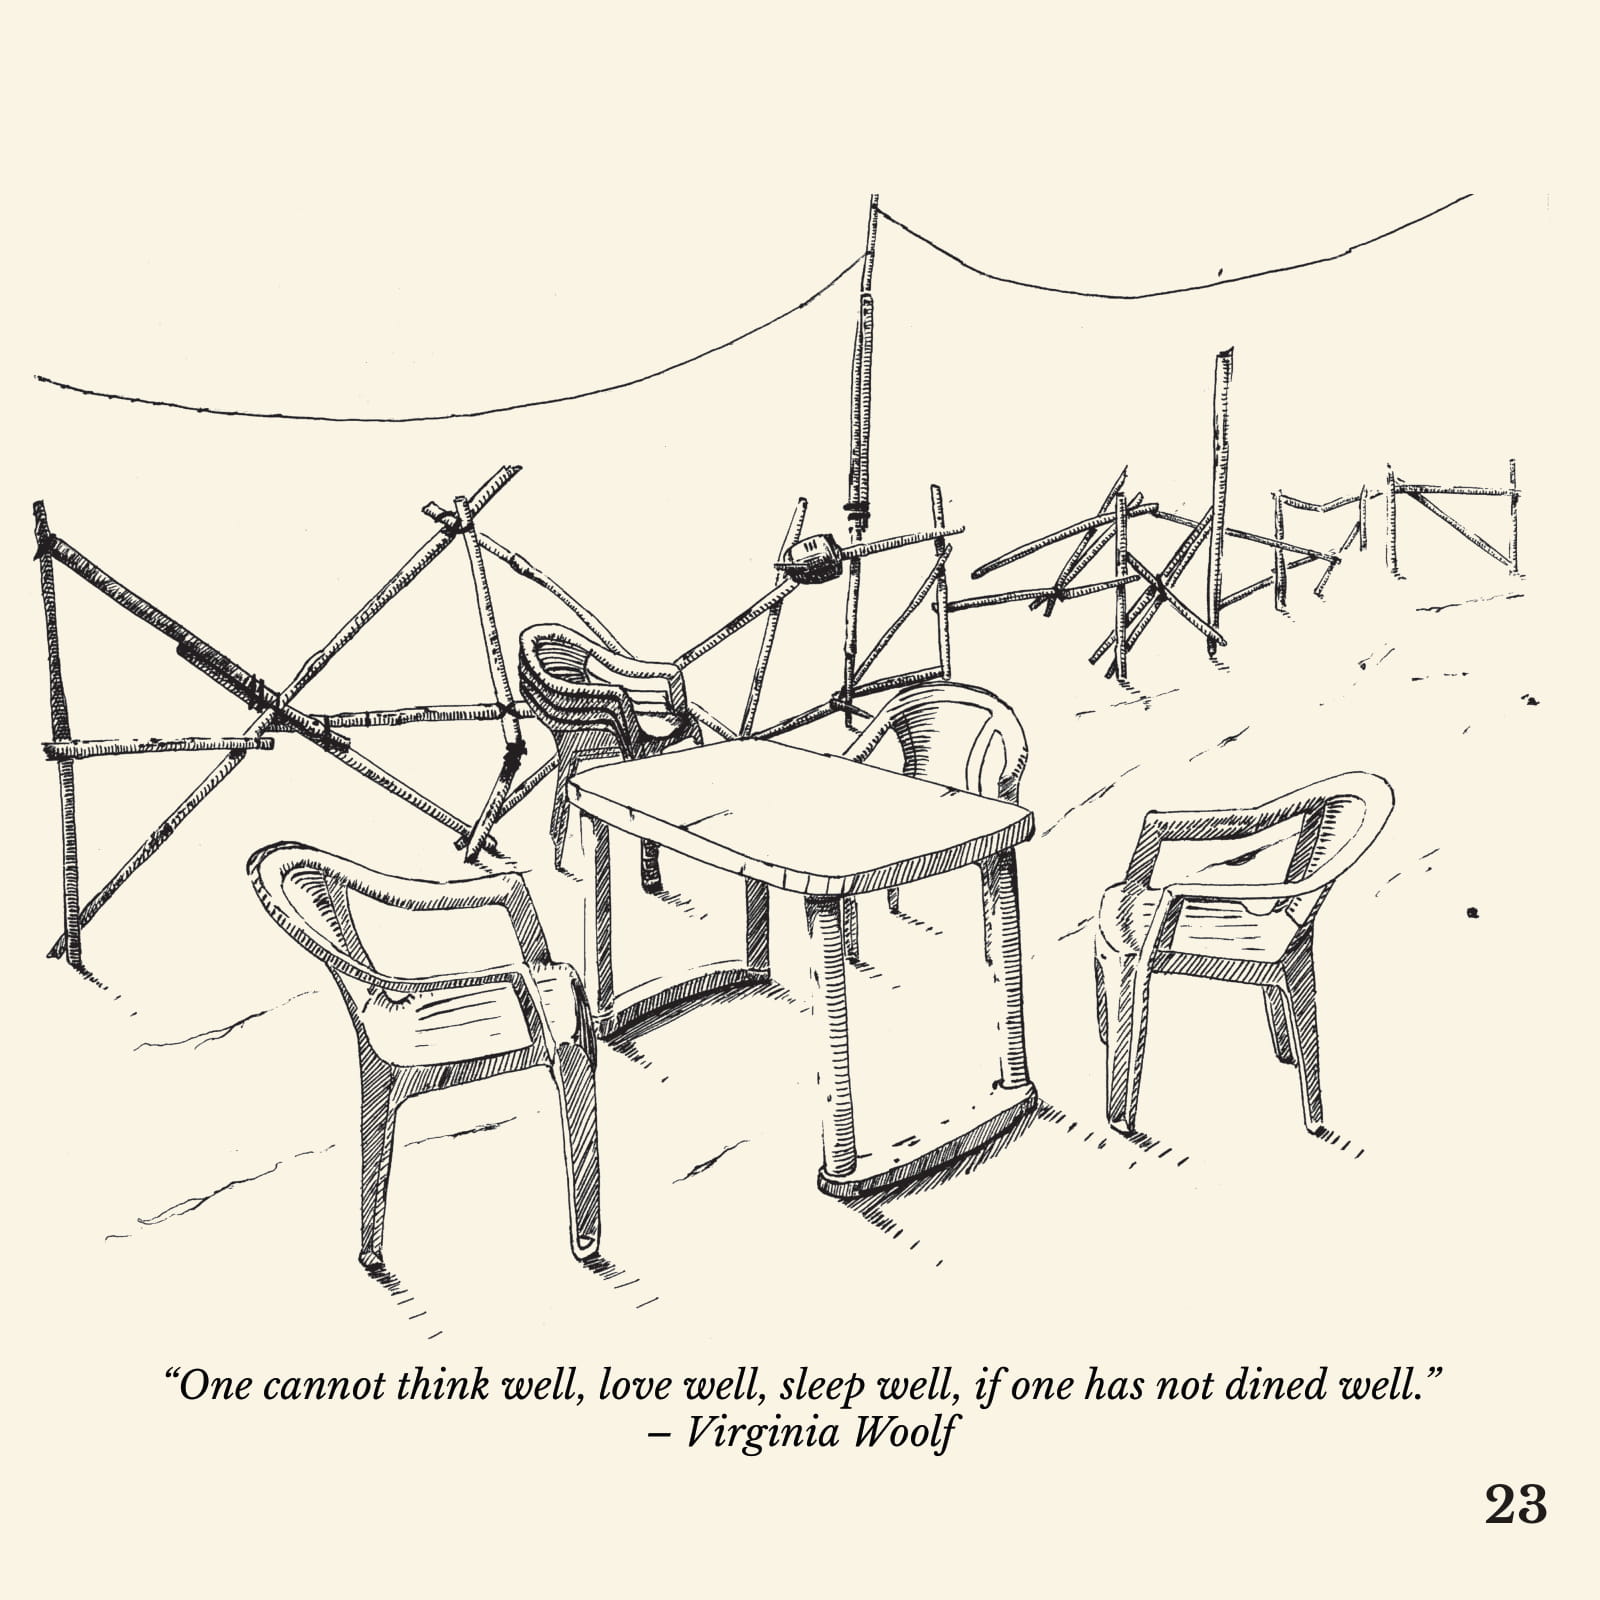 “One cannot think well, love well, sleep well, if one has not dined well.”
– Virginia Woolf
23